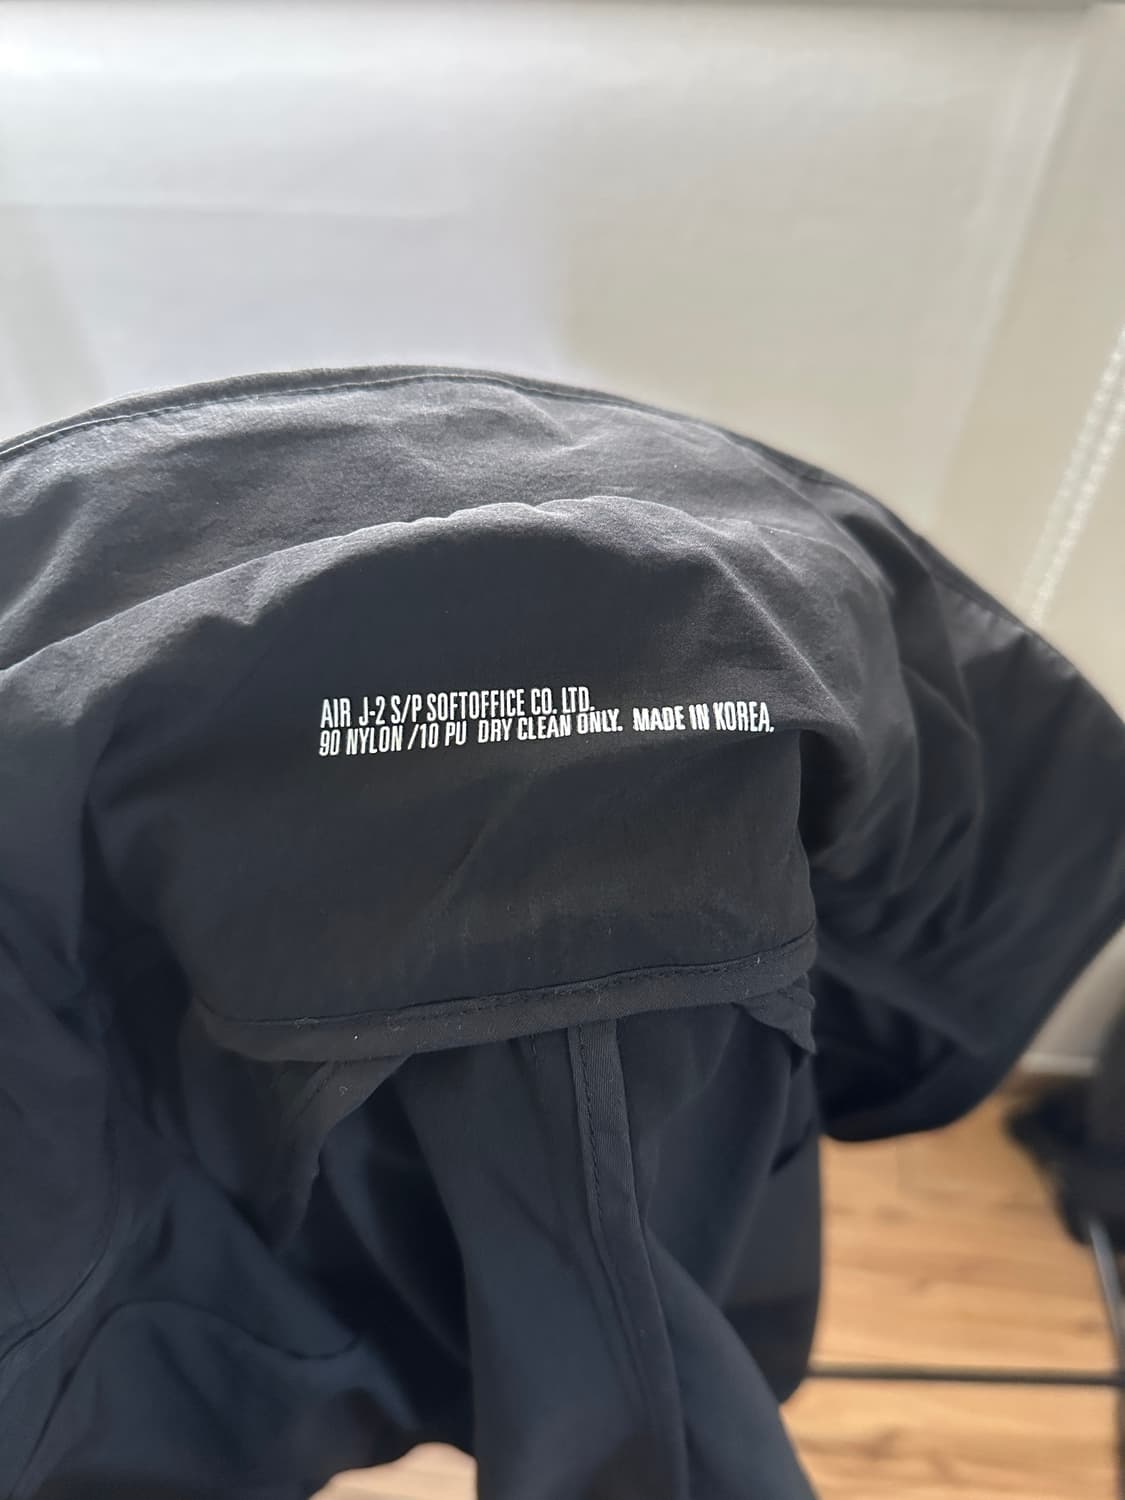 AIR J-2 S/P SOFTOFFICE CO. LTD.
90 NYLON /10 PU DRY CLEAN ONLY. MADE IN KOREA.